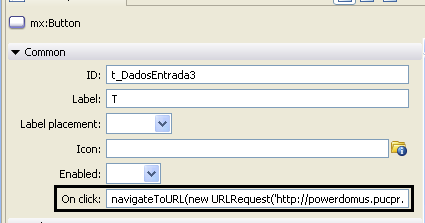 mx:Button
Common
ID: t_DadosEntrada3
Label: T
Label placement:
Icon:
Enabled:
On click: navigateToURL(new URLRequest('http://powerdomus.pucpr.